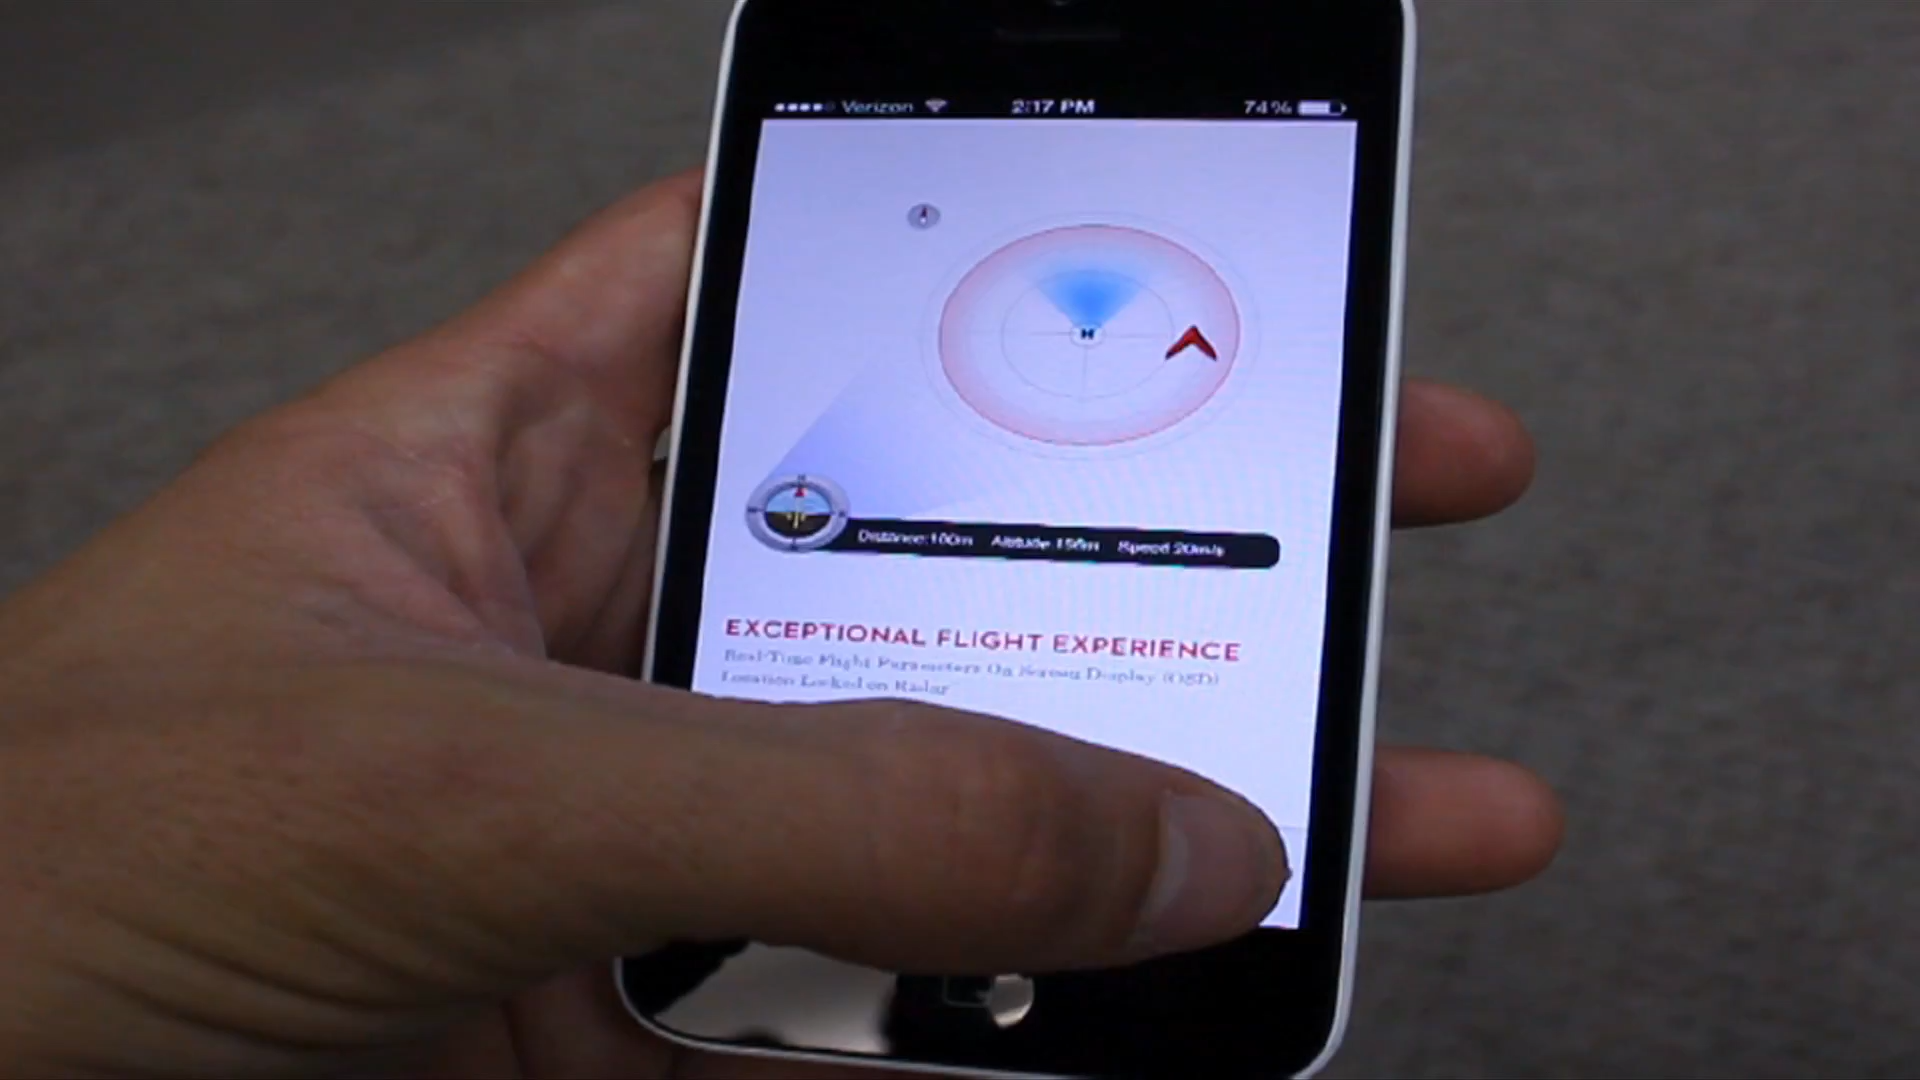 Verizon 2:17 PM 74%
H
Distance:100m Altitude:150m Speed 20m/s
EXCEPTIONAL FLIGHT EXPERIENCE
Real-Time Flight Parameters On Screen Display (OSD)
Location Locked on Radar